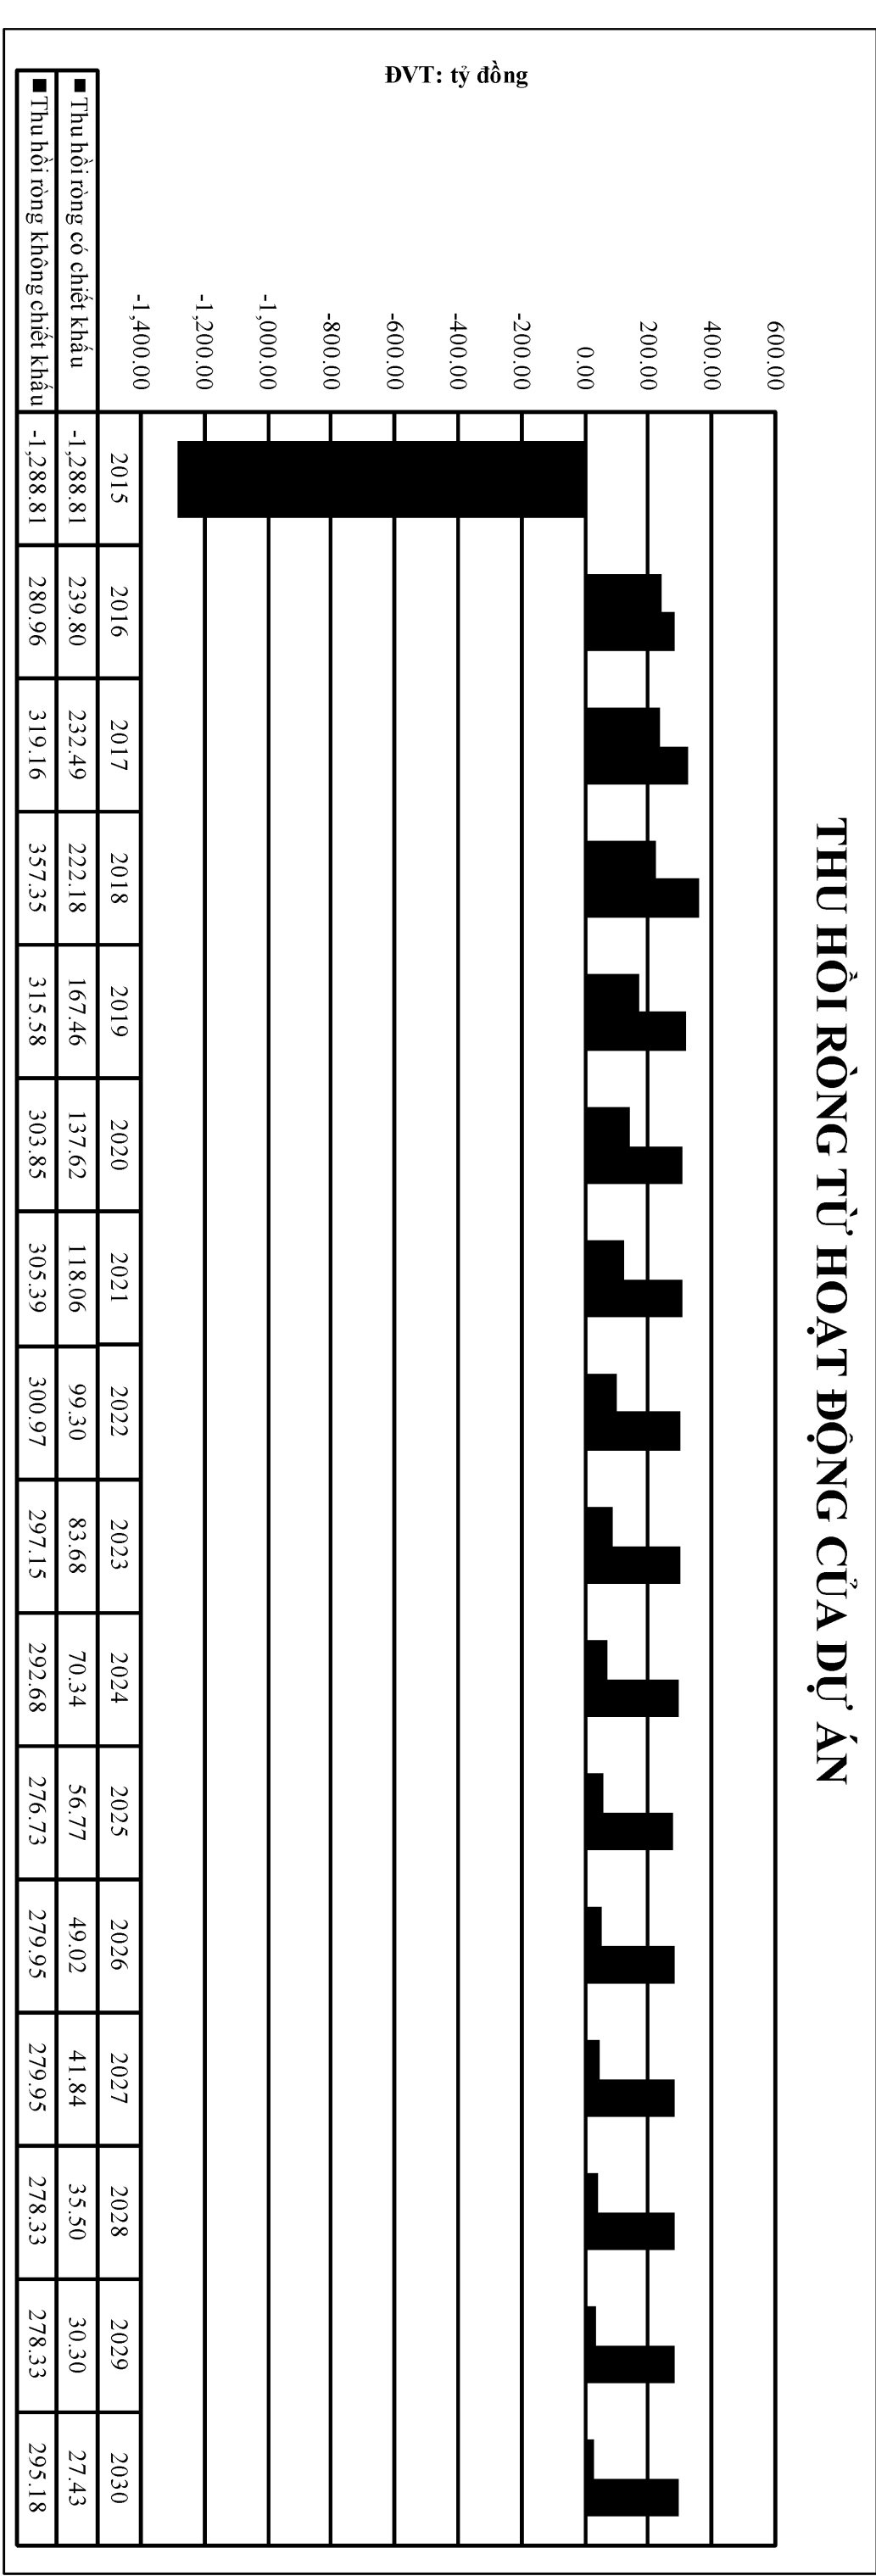 THU HỒI RÒNG TỪ HOẠT ĐỘNG CỦA DỰ ÁN
ĐVT: tỷ đồng
600.00
400.00
200.00
0.00
-200.00
-400.00
-600.00
-800.00
-1,000.00
-1,200.00
-1,400.00
2015 2016 2017 2018 2019 2020 2021 2022 2023 2024 2025 2026 2027 2028 2029 2030
Thu hồi ròng có chiết khấu -1,288.81 239.80 232.49 222.18 167.46 137.62 118.06 99.30 83.68 70.34 56.77 49.02 41.84 35.50 30.30 27.43
Thu hồi ròng không chiết khấu -1,288.81 280.96 319.16 357.35 315.58 303.85 305.39 300.97 297.15 292.68 276.73 279.95 279.95 278.33 278.33 295.18